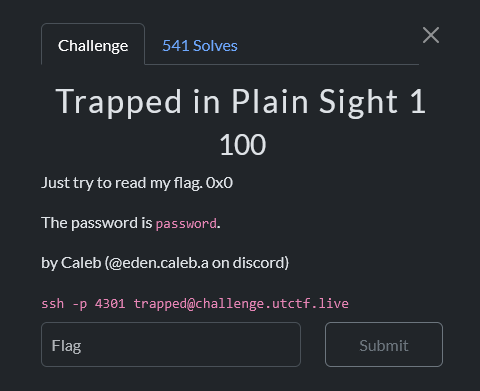 Challenge
541 Solves
Trapped in Plain Sight 1
100
Just try to read my flag. 0x0
The password is password.
by Caleb (@eden.caleb.a on discord)
ssh -p 4301 trapped@challenge.utctf.live
Flag
Submit